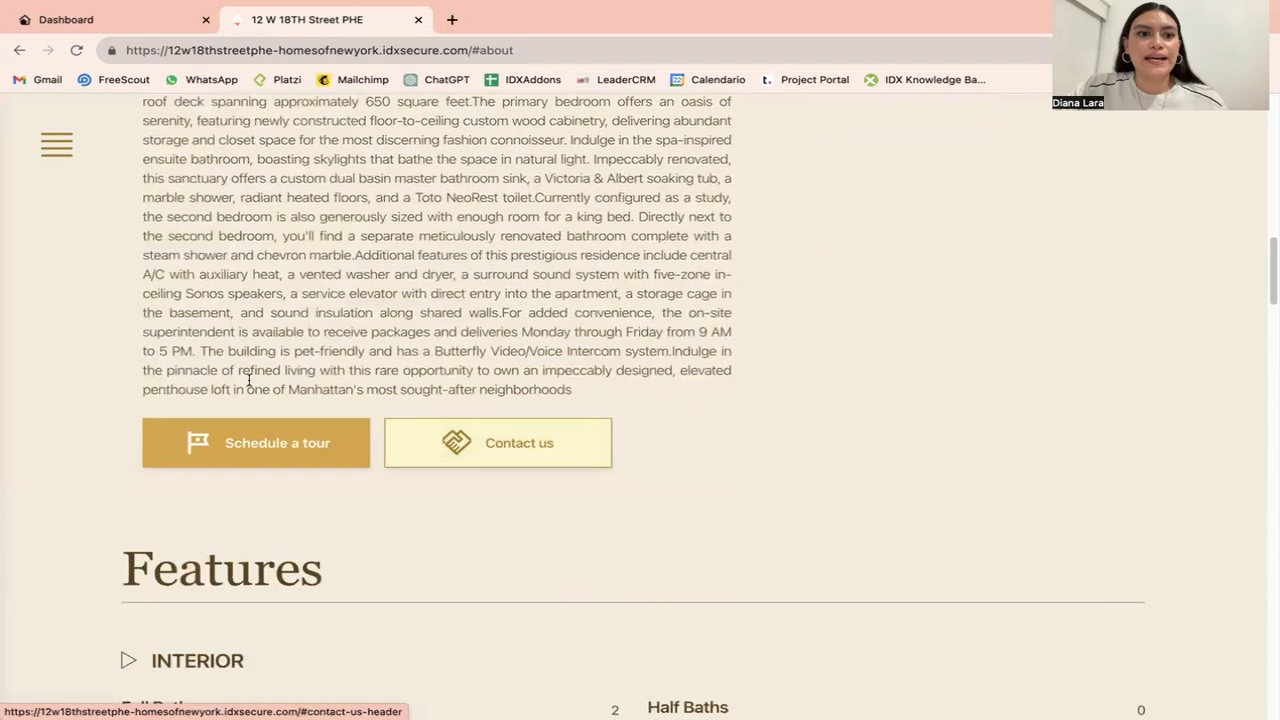 Dashboard
12 W 18TH Street PHE
https://12w18thstreetphe-homesofnewyork.idxsecure.com/#about
Gmail
FreeScout
WhatsApp
Platzi
Mailchimp
ChatGPT
IDXAddons
LeaderCRM
Calendario
Project Portal
IDX Knowledge Ba...
Diana Lara
roof deck spanning approximately 650 square feet.The primary bedroom offers an oasis of
serenity, featuring newly constructed floor-to-ceiling custom wood cabinetry, delivering abundant
storage and closet space for the most discerning fashion connoisseur. Indulge in the spa-inspired
ensuite bathroom, boasting skylights that bathe the space in natural light. Impeccably renovated,
this sanctuary offers a custom dual basin master bathroom sink, a Victoria & Albert soaking tub, a
marble shower, radiant heated floors, and a Toto NeoRest toilet.Currently configured as a study,
the second bedroom is also generously sized with enough room for a king bed. Directly next to
the second bedroom, you'll find a separate meticulously renovated bathroom complete with a
steam shower and chevron marble.Additional features of this prestigious residence include central
A/C with auxiliary heat, a vented washer and dryer, a surround sound system with five-zone in-
ceiling Sonos speakers, a service elevator with direct entry into the apartment, a storage cage in
the basement, and sound insulation along shared walls.For added convenience, the on-site
superintendent is available to receive packages and deliveries Monday through Friday from 9 AM
to 5 PM. The building is pet-friendly and has a Butterfly Video/Voice Intercom system.Indulge in
the pinnacle of refined living with this rare opportunity to own an impeccably designed, elevated
penthouse loft in one of Manhattan's most sought-after neighborhoods
Schedule a tour
Contact us
Features
INTERIOR
2
Half Baths
0
https://12w18thstreetphe-homesofnewyork.idxsecure.com/#contact-us-header